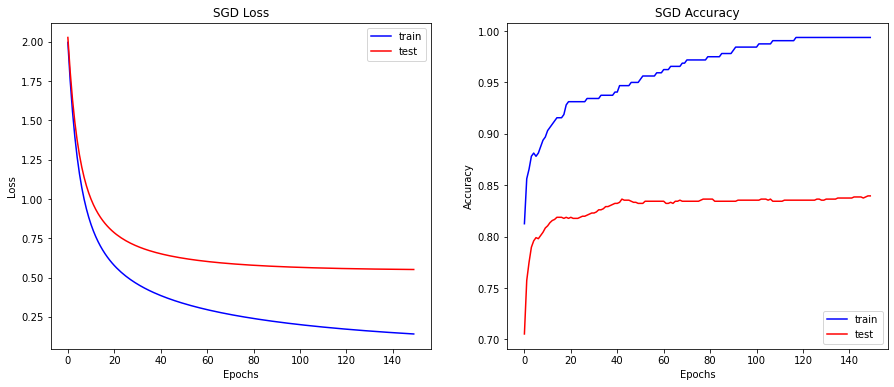 SGD Loss
train
test
2.00
1.75
1.50
1.25
1.00
0.75
0.50
0.25
Loss
0 20 40 60 80 100 120 140
Epochs
SGD Accuracy
1.00
0.95
0.90
0.85
0.80
0.75
0.70
Accuracy
train
test
0 20 40 60 80 100 120 140
Epochs